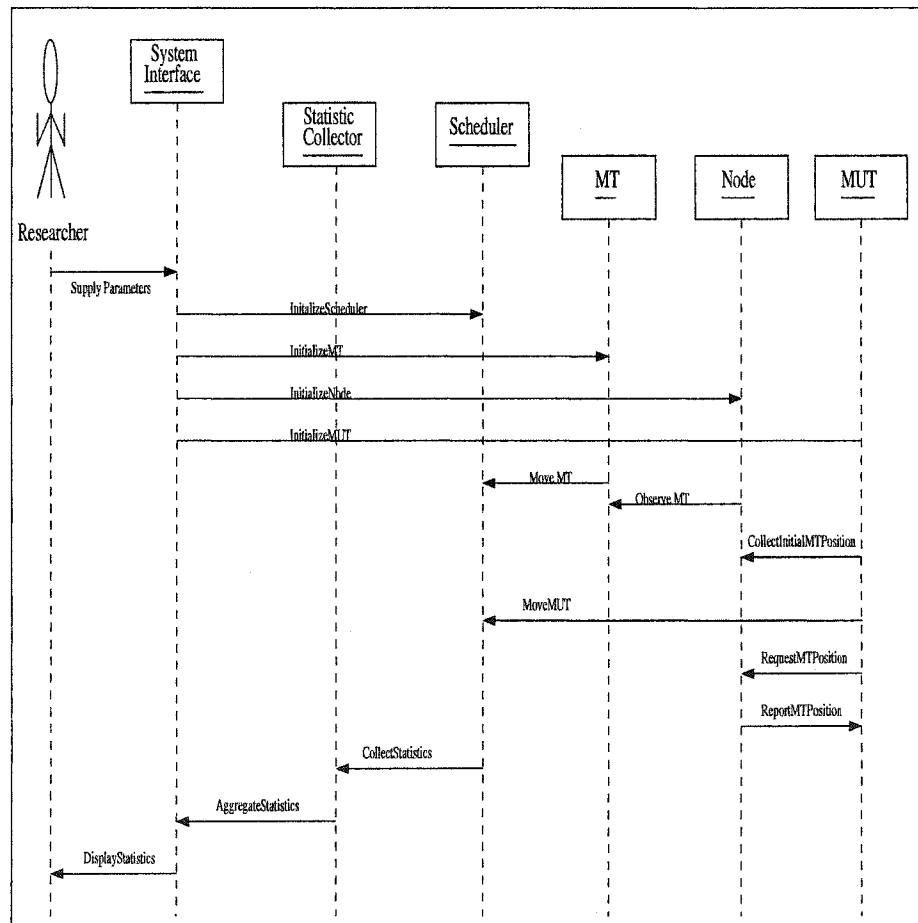 System
Interface
Statistic
Collector
Scheduler
MT
Node
MUT
Researcher
Supply Parameters
InitalizeScheduler
InitializeMT
InitializeNode
InitializeMUT
Move MT
Observe MT
CollectInitialMTPosition
MoveMUT
RequestMTPosition
ReportMTPosition
CollectStatistics
AggregateStatistics
DisplayStatistics